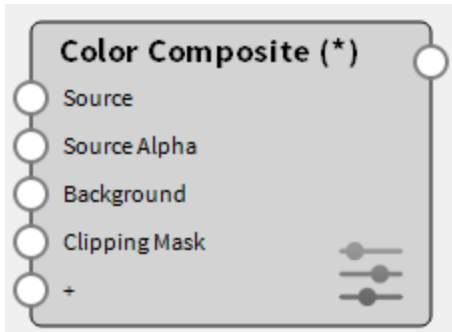 Color Composite (*)
Source
Source Alpha
Background
Clipping Mask
+